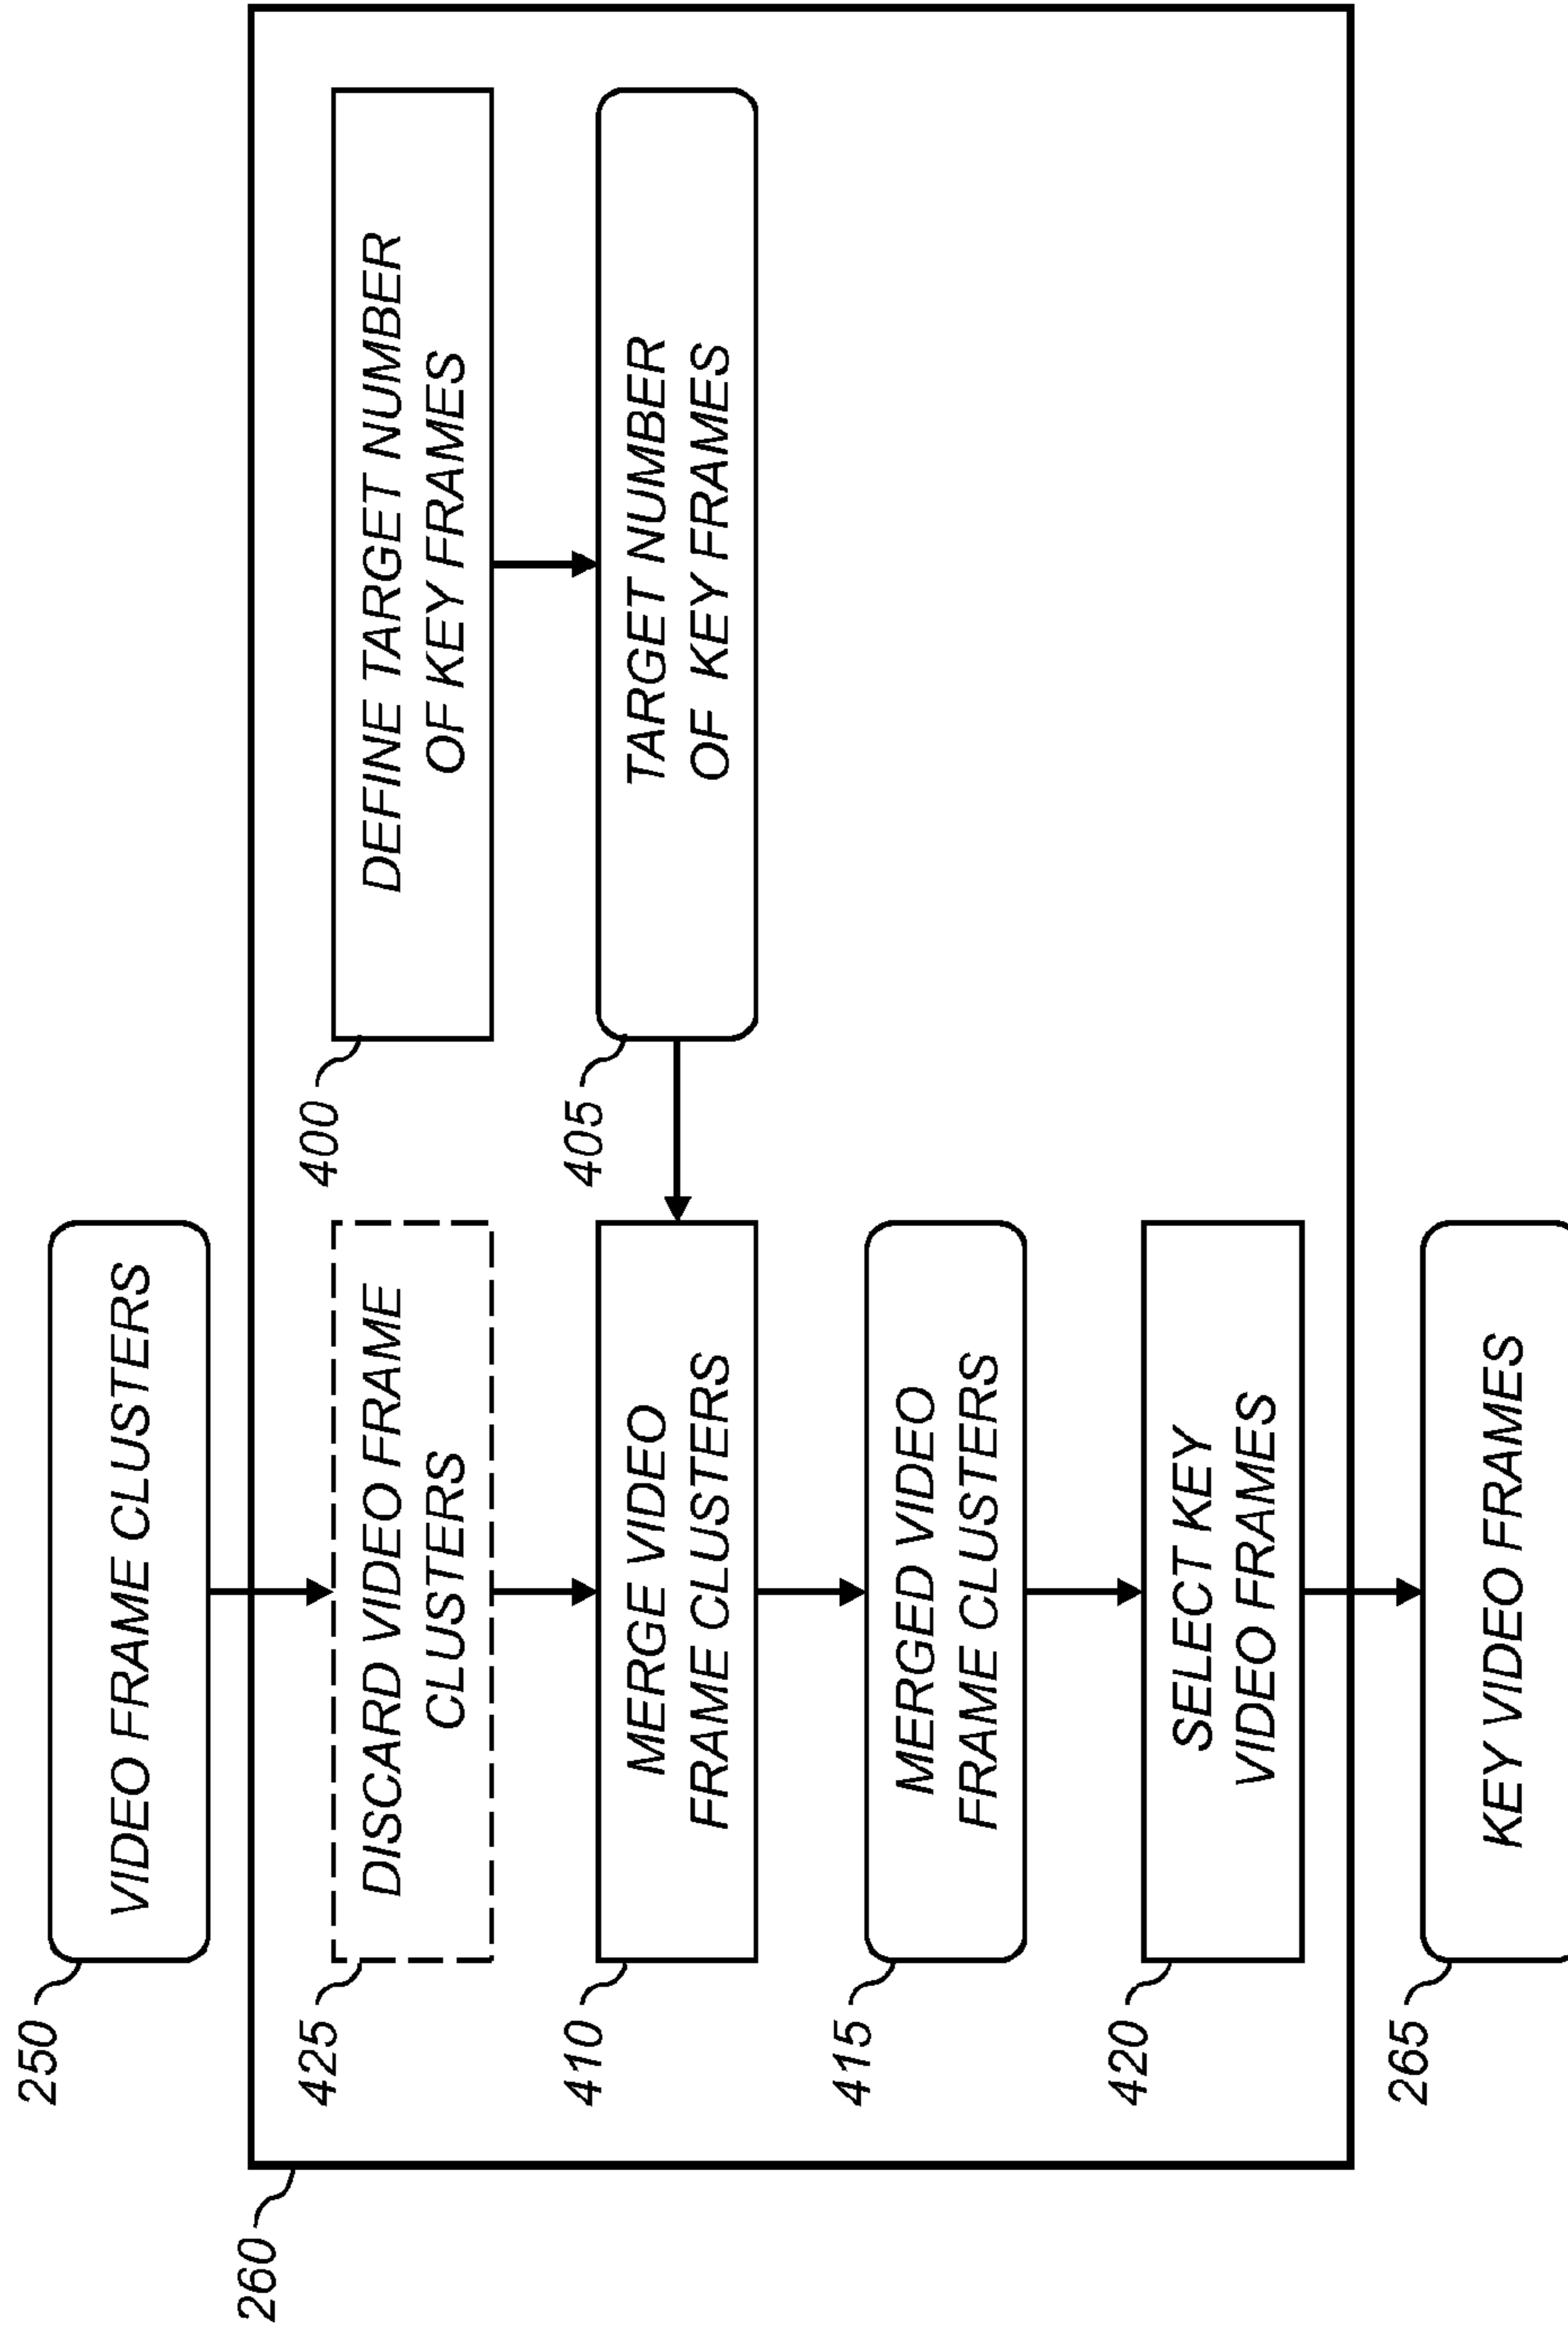 250
VIDEO FRAME CLUSTERS
260
425
DISCARD VIDEO FRAME
CLUSTERS
400
DEFINE TARGET NUMBER
OF KEY FRAMES
410
MERGE VIDEO
FRAME CLUSTERS
405
TARGET NUMBER
OF KEY FRAMES
415
MERGED VIDEO
FRAME CLUSTERS
420
SELECT KEY
VIDEO FRAMES
265
KEY VIDEO FRAMES